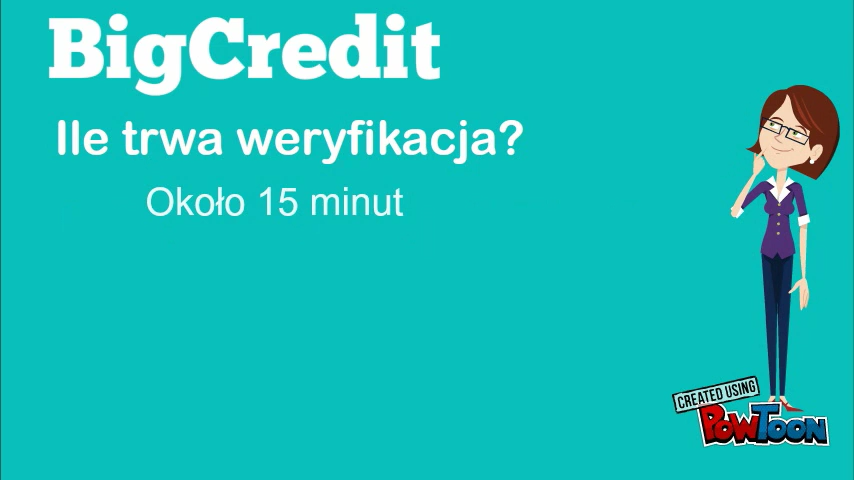 BigCredit
Ile trwa weryfikacja?
Około 15 minut
CREATED USING
POWTOON